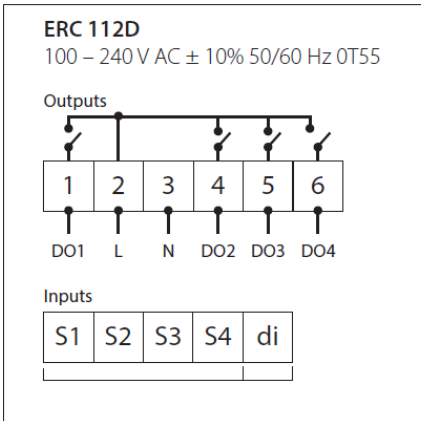 ERC 112D
100 – 240 V AC ± 10% 50/60 Hz 0T55
Outputs
1 2 3 4 5 6
DO1 L N DO2 DO3 DO4
Inputs
S1 S2 S3 S4 di